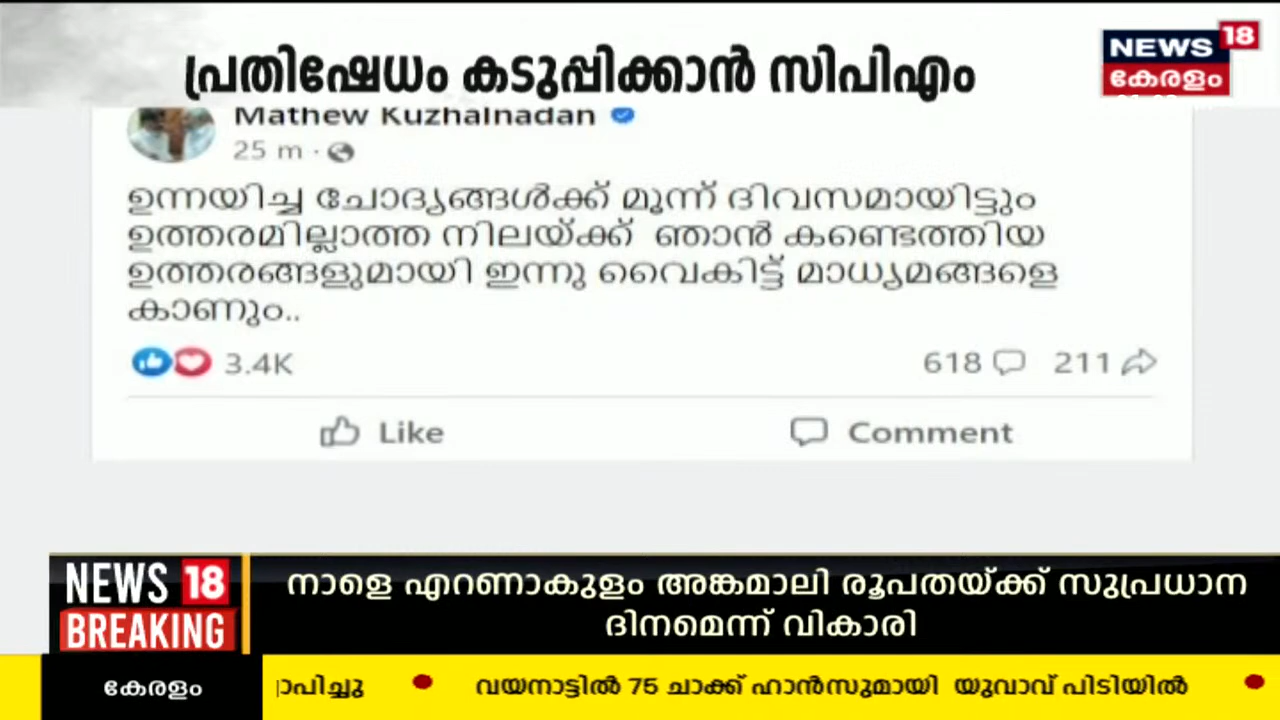 പ്രതിഷേധം കടുപ്പിക്കാൻ സിപിഎം
NEWS 18
കേരളം
Mathew Kuzhalnadan
25 m ·
ഉന്നയിച്ച ചോദ്യങ്ങൾക്ക് മൂന്ന് ദിവസമായിട്ടും
ഉത്തരമില്ലാത്ത നിലയ്ക്ക് ഞാൻ കണ്ടെത്തിയ
ഉത്തരങ്ങളുമായി ഇന്നു വൈകിട്ട് മാധ്യമങ്ങളെ
കാണും..
3.4K 618 211
Like Comment
NEWS 18
BREAKING
നാളെ എറണാകുളം അങ്കമാലി രൂപതയ്ക്ക് സുപ്രധാന
ദിനമെന്ന് വികാരി
കേരളം
വയനാട്ടിൽ 75 ചാക്ക് ഹാൻസുമായി യുവാവ് പിടിയിൽ